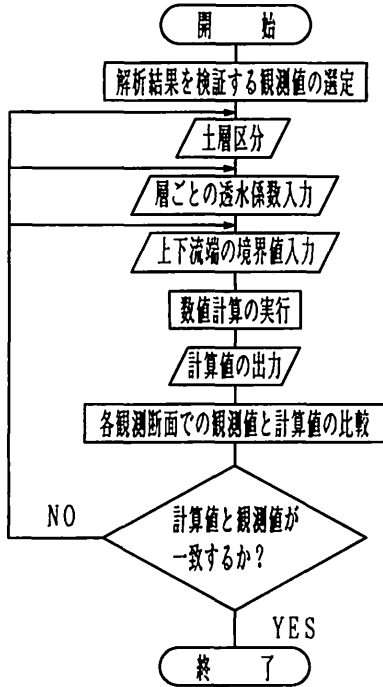 開 始
解析結果を検証する観測値の選定
土層区分
層ごとの透水係数入力
上下流端の境界値入力
数値計算の実行
計算値の出力
各観測断面での観測値と計算値の比較
NO
計算値と観測値が
一致するか?
YES
終 了